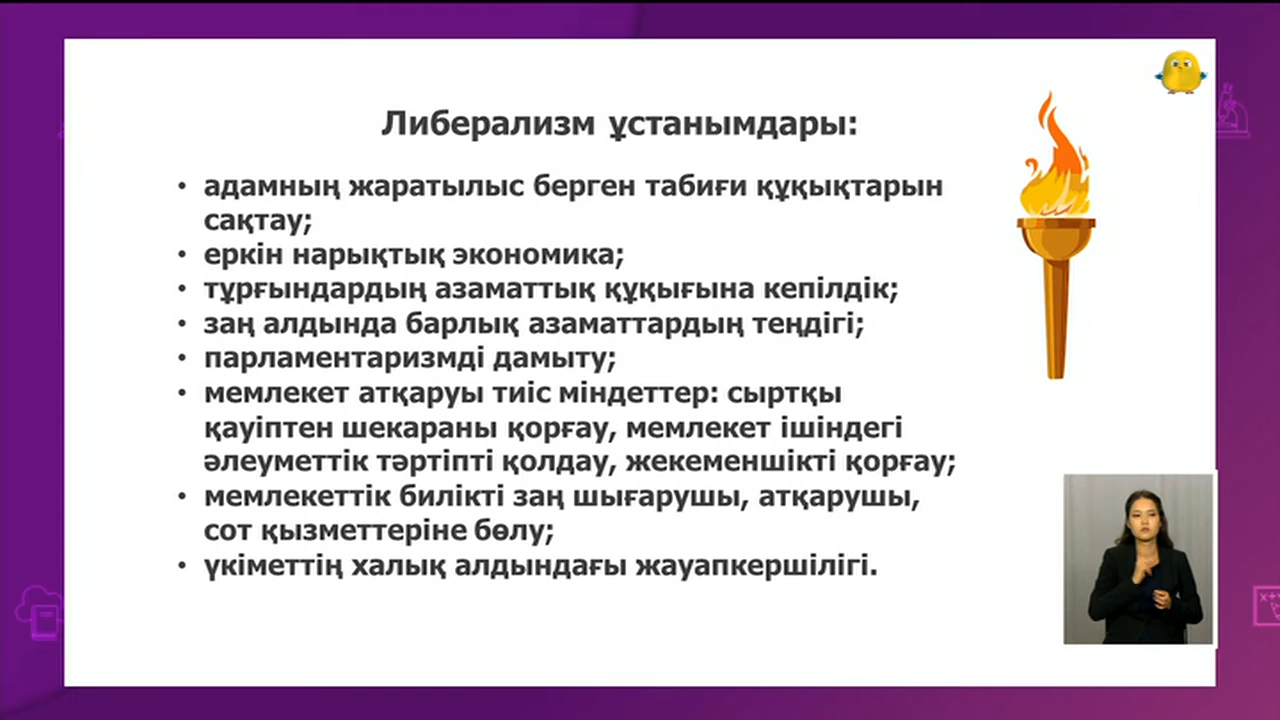 Либерализм ұстанымдары:
• адамның жаратылыс берген табиғи құқықтарын
сақтау;
• еркін нарықтық экономика;
• тұрғындардың азаматтық құқығына кепілдік;
• заң алдында барлық азаматтардың теңдігі;
• парламентаризмді дамыту;
• мемлекет атқаруы тиіс міндеттер: сыртқы
қауіптен шекараны қорғау, мемлекет ішіндегі
әлеуметтік тәртіпті қолдау, жекеменшікті қорғау;
• мемлекеттік билікті заң шығарушы, атқарушы,
сот қызметтеріне бөлу;
• үкіметтің халық алдындағы жауапкершілігі.